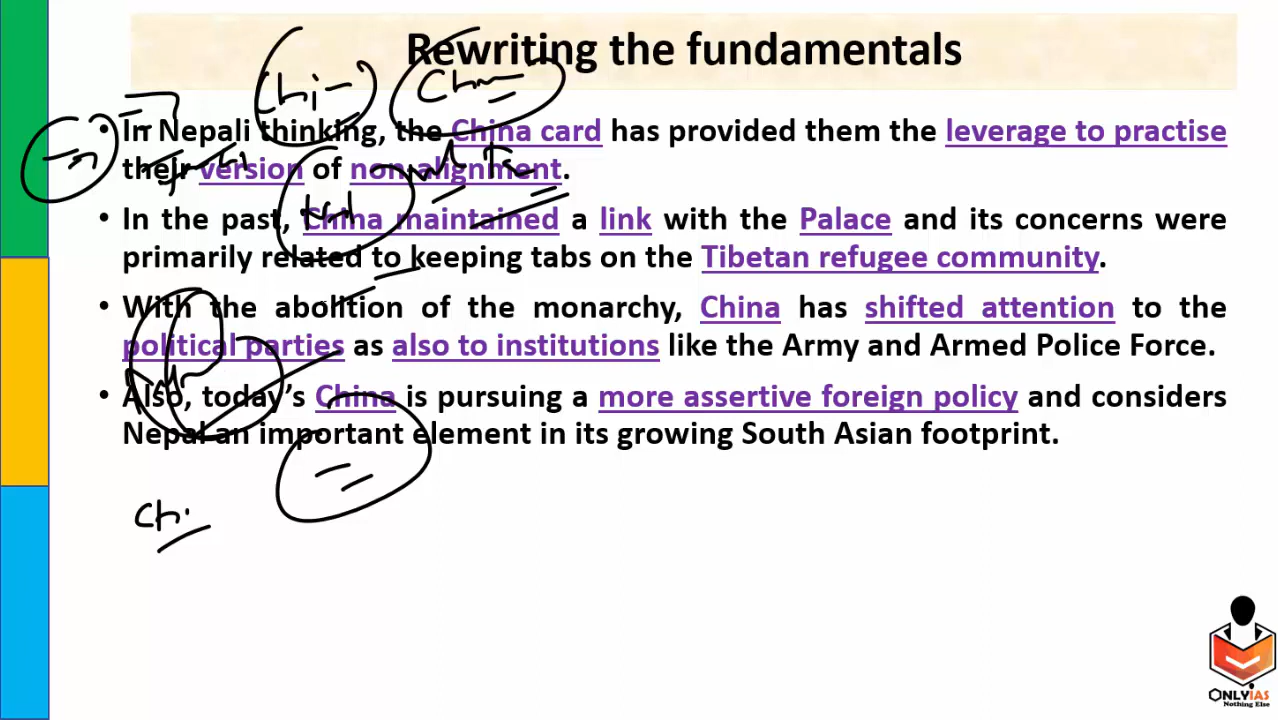 Rewriting the fundamentals
• In Nepali thinking, the China card has provided them the leverage to practise
their version of non-alignment.
• In the past, China maintained a link with the Palace and its concerns were
primarily related to keeping tabs on the Tibetan refugee community.
• With the abolition of the monarchy, China has shifted attention to the
political parties as also to institutions like the Army and Armed Police Force.
• Also, today's China is pursuing a more assertive foreign policy and considers
Nepal an important element in its growing South Asian footprint.
ONLYIAS
Nothing Else